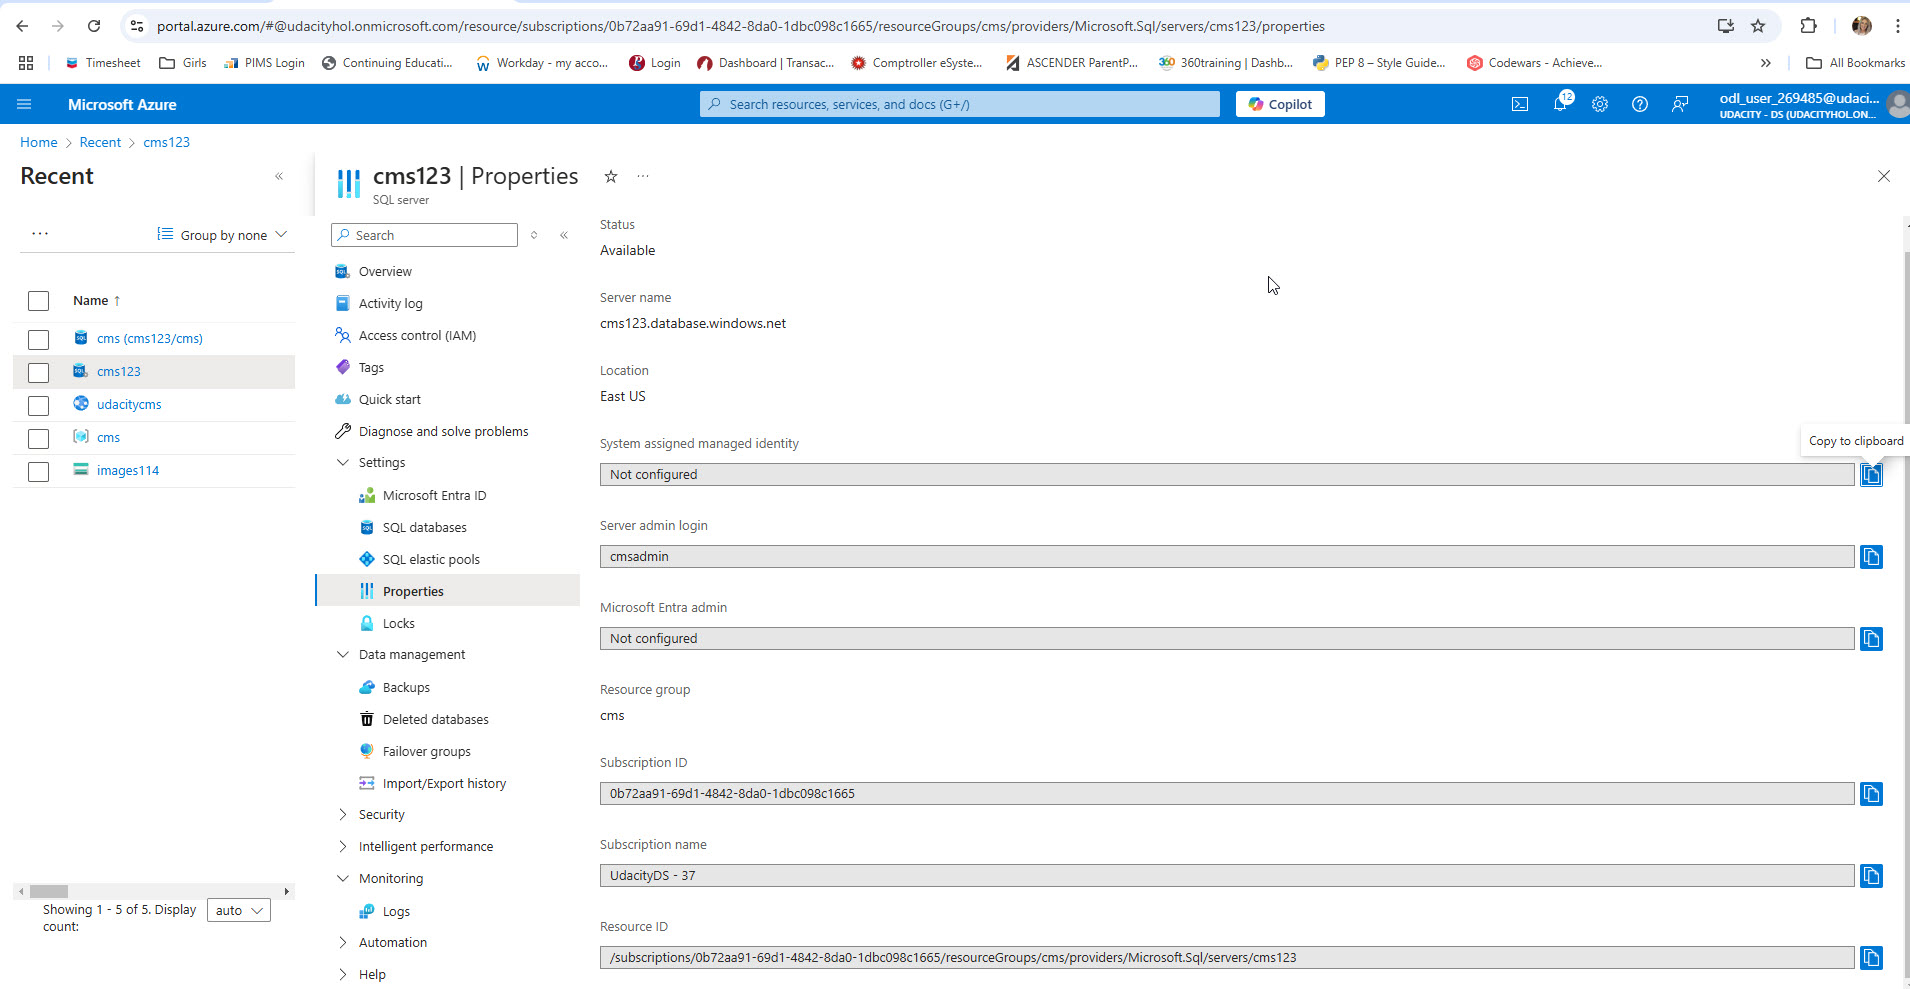 portal.azure.com/#@udacityhol.onmicrosoft.com/resource/subscriptions/0b72aa91-69d1-4842-8da0-1dbc098c1665/resourceGroups/cms/providers/Microsoft.Sql/servers/cms123/properties
Timesheet Girls PIMS Login Continuing Educati... Workday - my acco... Login Dashboard | Transac... Comptroller eSyste... ASCENDER ParentP... 360training | Dashb... PEP 8 – Style Guide... Codewars - Achieve... » All Bookmarks
Microsoft Azure
Search resources, services, and docs (G+/)
Copilot
12
odl_user_269485@udaci...
UDACITY - DS (UDACITYHOL.ON...
Home > Recent > cms123
Recent
«
... Group by none
Name ↑
cms (cms123/cms)
cms123
udacitycms
cms
images114
Showing 1 - 5 of 5. Display
count:
auto
cms123 | Properties
...
SQL server
Search
«
Overview
Activity log
Access control (IAM)
Tags
Quick start
Diagnose and solve problems
Settings
Microsoft Entra ID
SQL databases
SQL elastic pools
Properties
Locks
Data management
Backups
Deleted databases
Failover groups
Import/Export history
Security
Intelligent performance
Monitoring
Logs
Automation
Help
Status
Available
Server name
cms123.database.windows.net
Location
East US
System assigned managed identity
Copy to clipboard
Not configured
Server admin login
cmsadmin
Microsoft Entra admin
Not configured
Resource group
cms
Subscription ID
0b72aa91-69d1-4842-8da0-1dbc098c1665
Subscription name
UdacityDS - 37
Resource ID
/subscriptions/0b72aa91-69d1-4842-8da0-1dbc098c1665/resourceGroups/cms/providers/Microsoft.Sql/servers/cms123